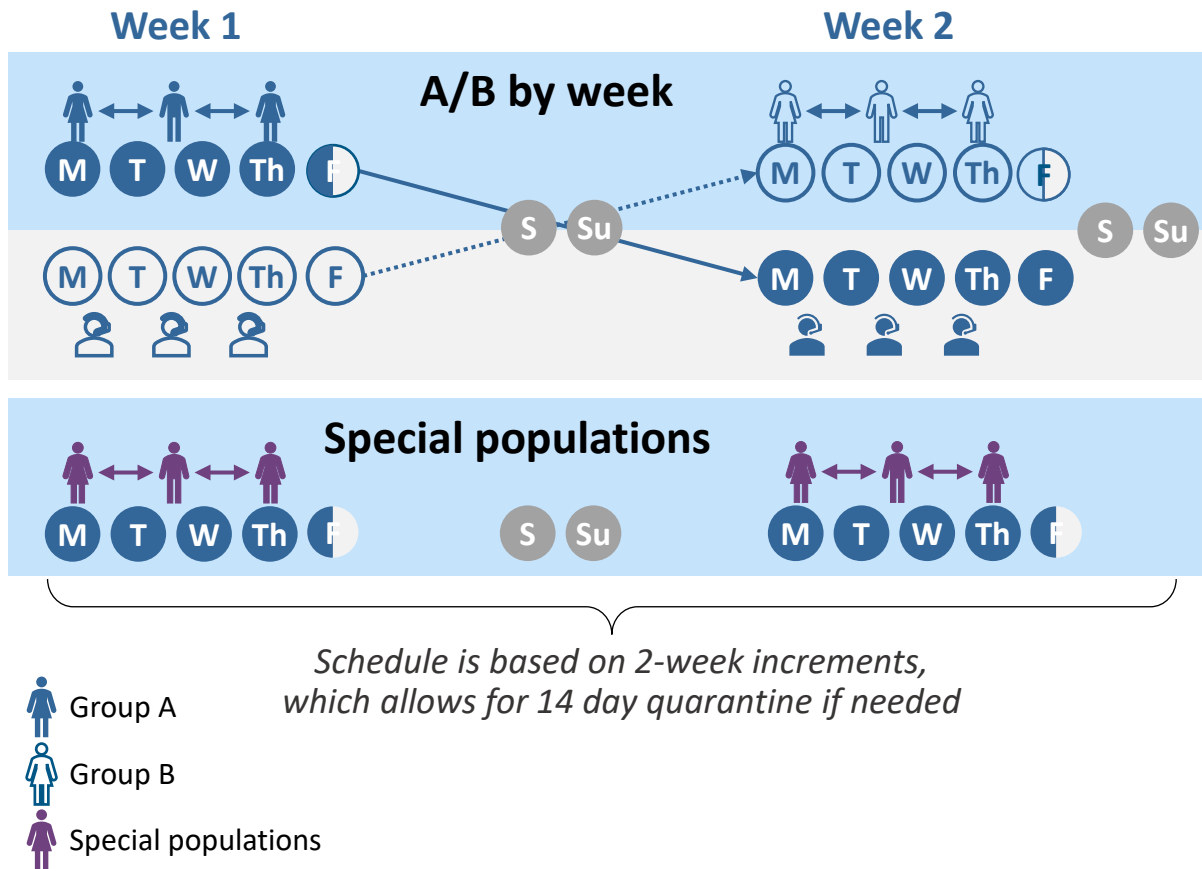 Week 1
Week 2
A/B by week
M T W Th F
M T W Th F
S Su
S Su
M T W Th F
M T W Th F
Special populations
M T W Th F
S Su
M T W Th F
Schedule is based on 2-week increments,
which allows for 14 day quarantine if needed
Group A
Group B
Special populations